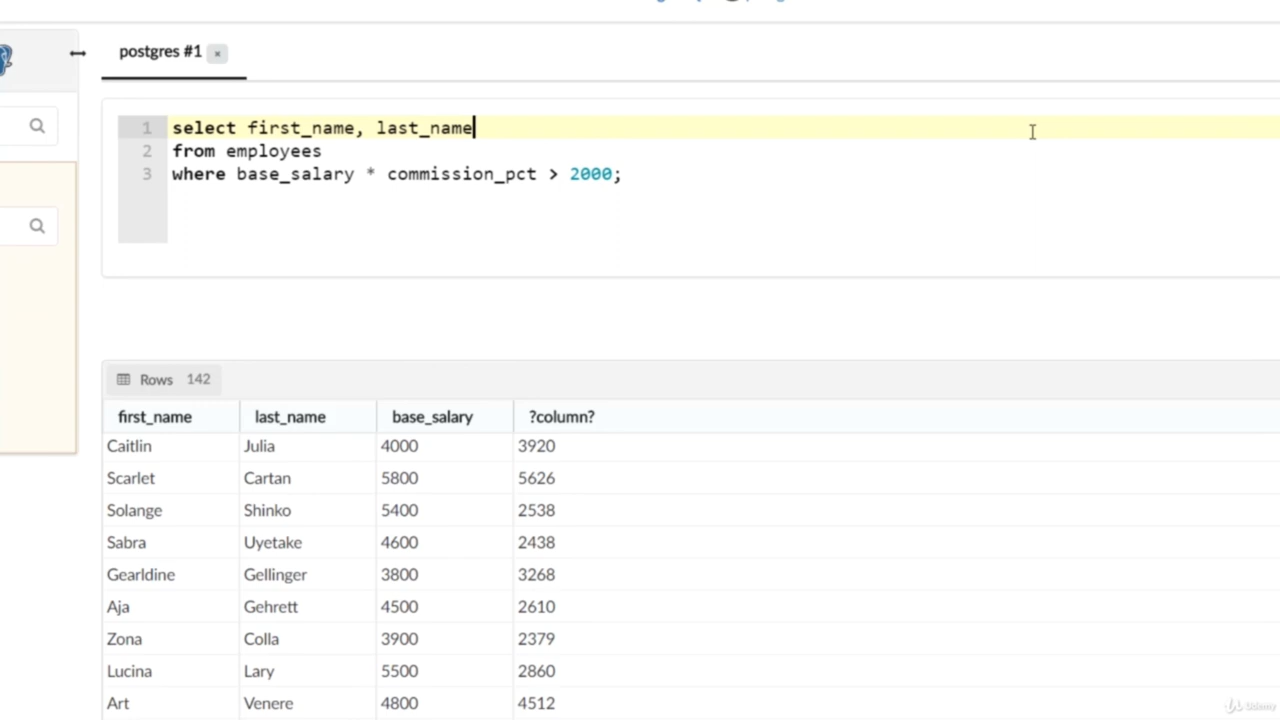 postgres #1 ×
1 select first_name, last_name
2 from employees
3 where base_salary * commission_pct > 2000;
Rows 142
first_name last_name base_salary ?column?
Caitlin Julia 4000 3920
Scarlet Cartan 5800 5626
Solange Shinko 5400 2538
Sabra Uyetake 4600 2438
Gearldine Gellinger 3800 3268
Aja Gehrett 4500 2610
Zona Colla 3900 2379
Lucina Lary 5500 2860
Art Venere 4800 4512
Udemy